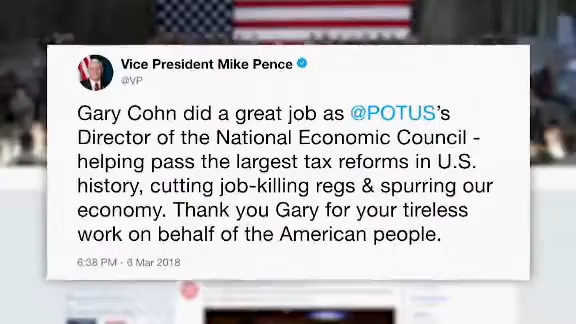 Vice President Mike Pence
@VP
Gary Cohn did a great job as @POTUS's
Director of the National Economic Council -
helping pass the largest tax reforms in U.S.
history, cutting job-killing regs & spurring our
economy. Thank you Gary for your tireless
work on behalf of the American people.
6:38 PM - 6 Mar 2018